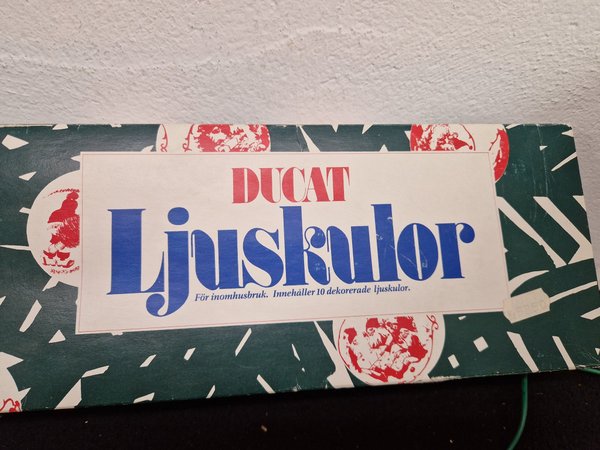 DUCAT
Ljuskulor
För inomhusbruk. Innehåller 10 dekorerade ljuskulor.